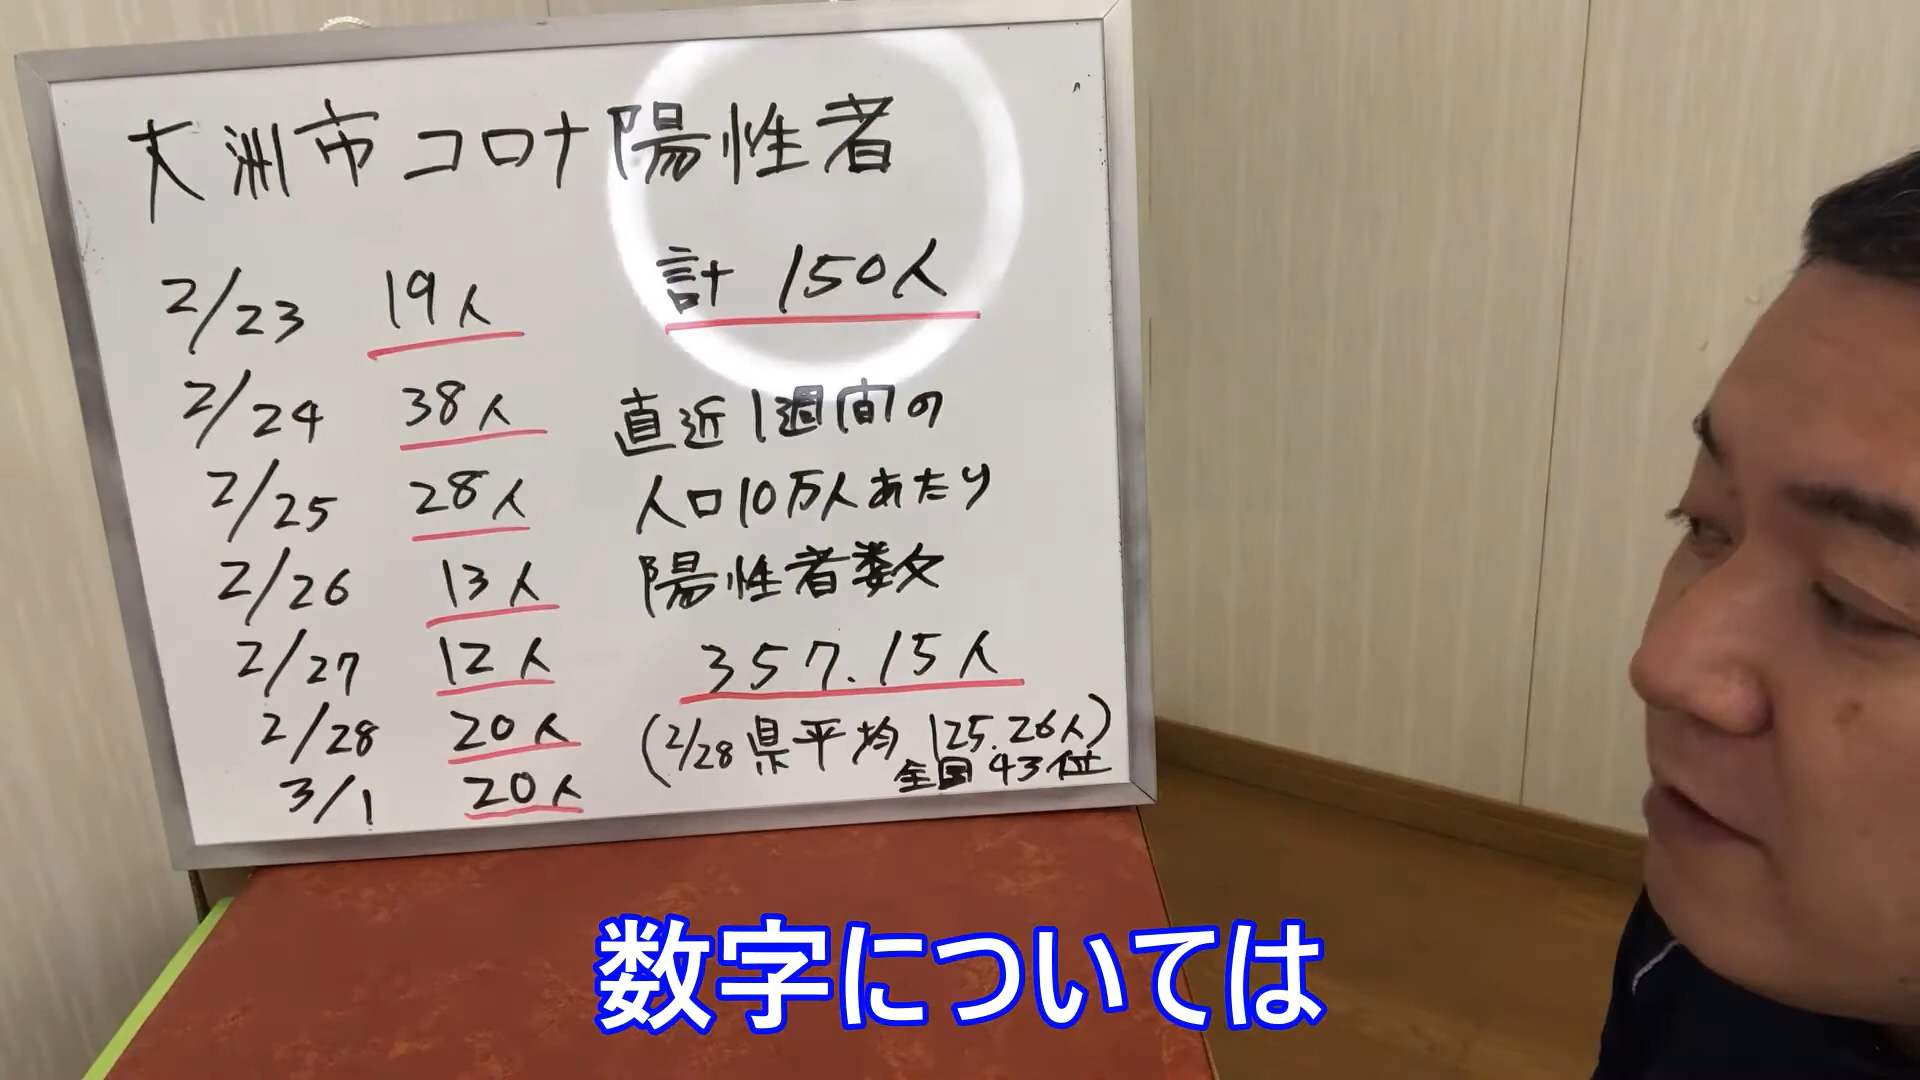 大洲市コロナ陽性者
2/23 19人
2/24 38人
2/25 28人
2/26 13人
2/27 12人
2/28 20人
3/1 20人
計 150人
直近1週間の
人口10万人あたり
陽性者数
357.15人
(2/28県平均 125.26人)
全国43位
数字については